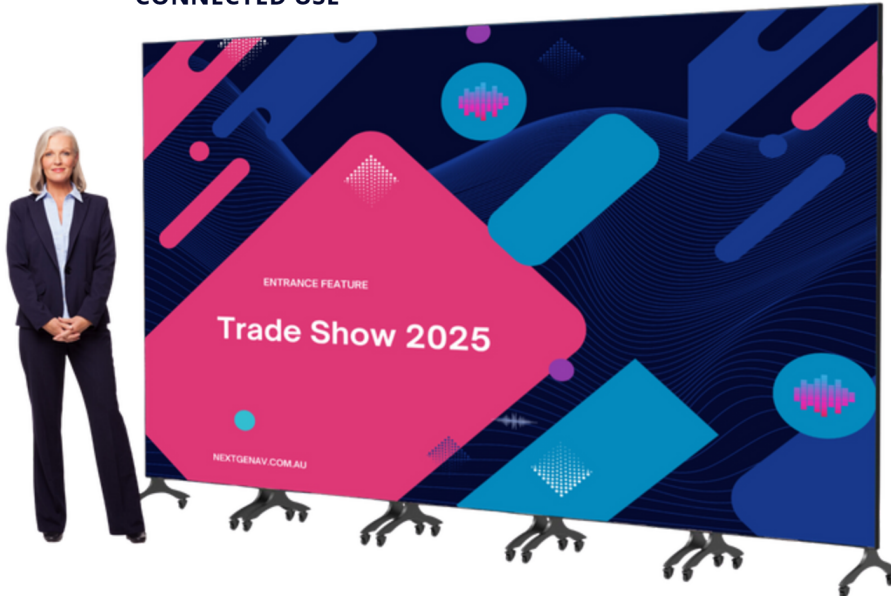 CONNECTED USE
ENTRANCE FEATURE
Trade Show 2025
NEXTGENAV.COM.AU